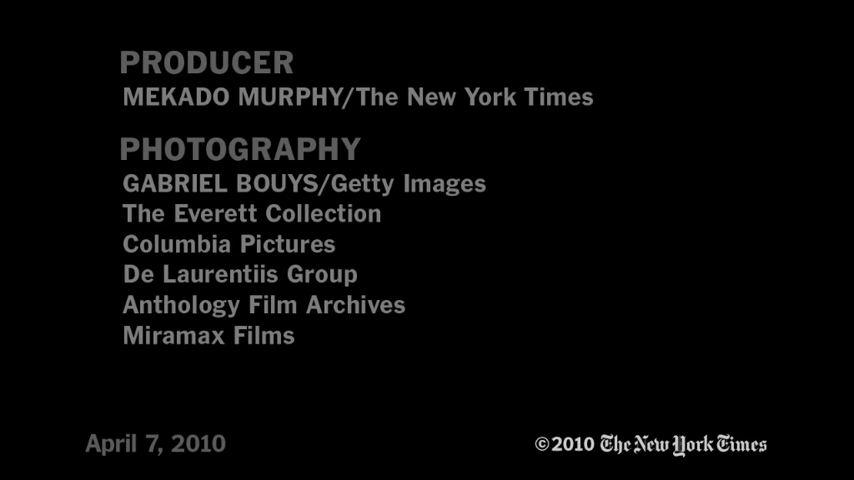 PRODUCER
MEKADO MURPHY/The New York Times
PHOTOGRAPHY
GABRIEL BOUYS/Getty Images
The Everett Collection
Columbia Pictures
De Laurentiis Group
Anthology Film Archives
Miramax Films
April 7, 2010
©2010 The New York Times